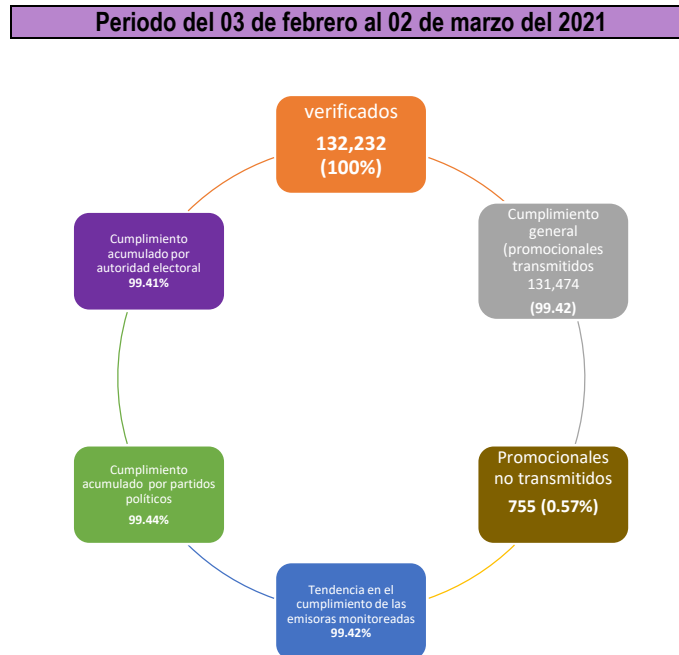 Periodo del 03 de febrero al 02 de marzo del 2021
verificados
132,232
(100%)
Cumplimiento
general
(promocionales
transmitidos
131,474
(99.42)
Promocionales
no transmitidos
755 (0.57%)
Tendencia en el
cumplimiento de las
emisoras monitoreadas
99.42%
Cumplimiento
acumulado por partidos
políticos
99.44%
Cumplimiento
acumulado por
autoridad electoral
99.41%